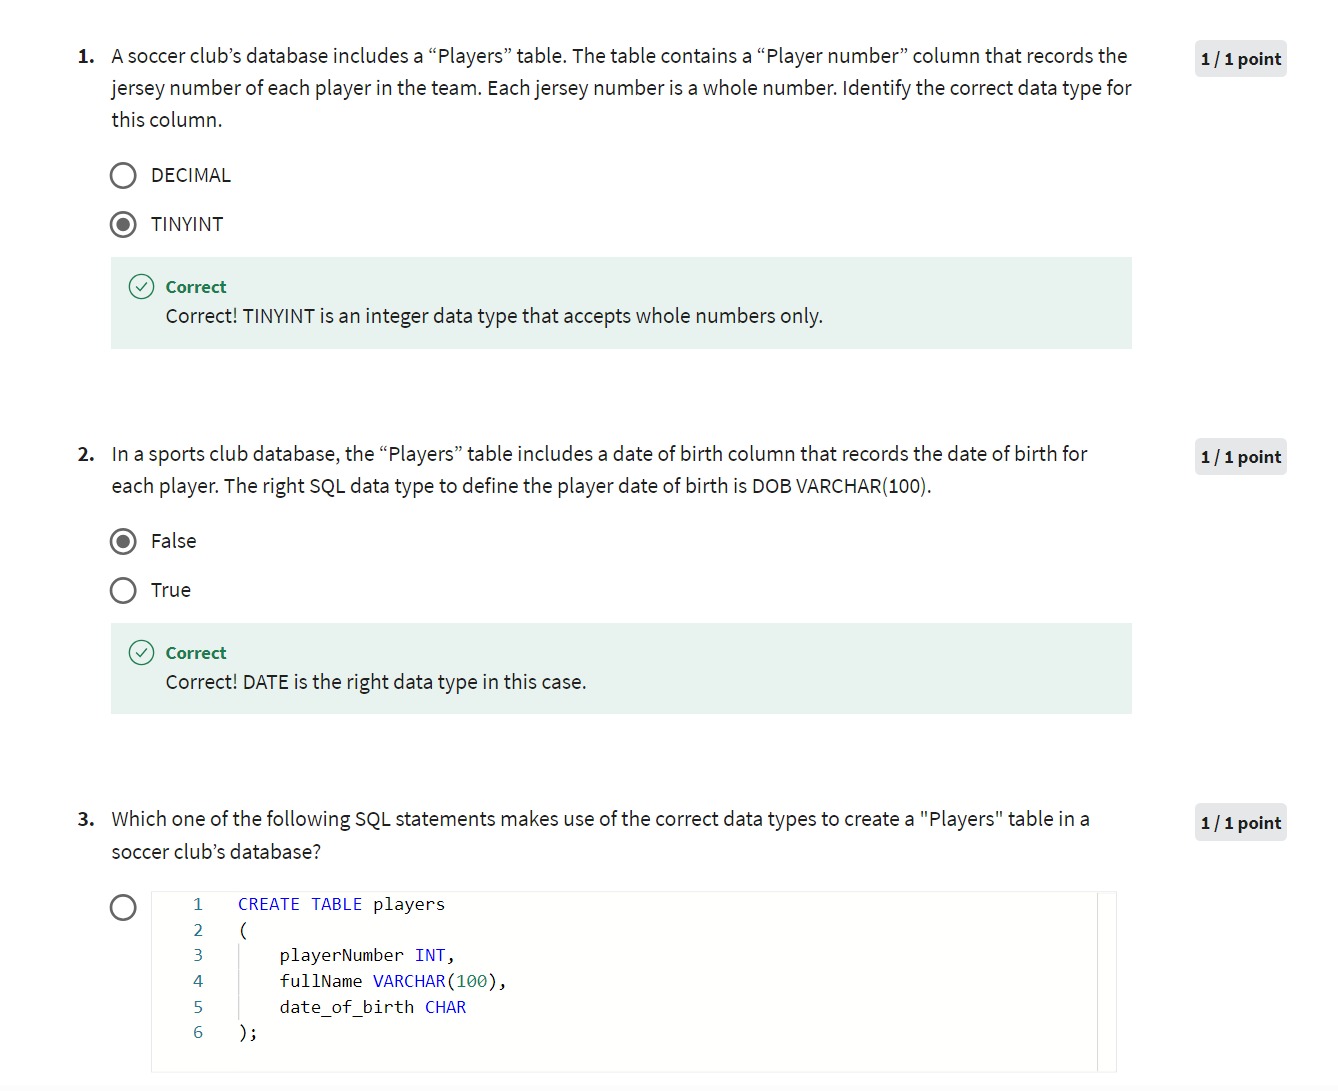 1. A soccer club’s database includes a “Players” table. The table contains a “Player number” column that records the
1 / 1 point
jersey number of each player in the team. Each jersey number is a whole number. Identify the correct data type for
this column.
DECIMAL
TINYINT
Correct
Correct! TINYINT is an integer data type that accepts whole numbers only.
2. In a sports club database, the “Players” table includes a date of birth column that records the date of birth for
1 / 1 point
each player. The right SQL data type to define the player date of birth is DOB VARCHAR(100).
False
True
Correct
Correct! DATE is the right data type in this case.
3. Which one of the following SQL statements makes use of the correct data types to create a "Players" table in a
1 / 1 point
soccer club’s database?
1 CREATE TABLE players
2 (
3 playerNumber INT,
4 fullName VARCHAR(100),
5 date_of_birth CHAR
6 );